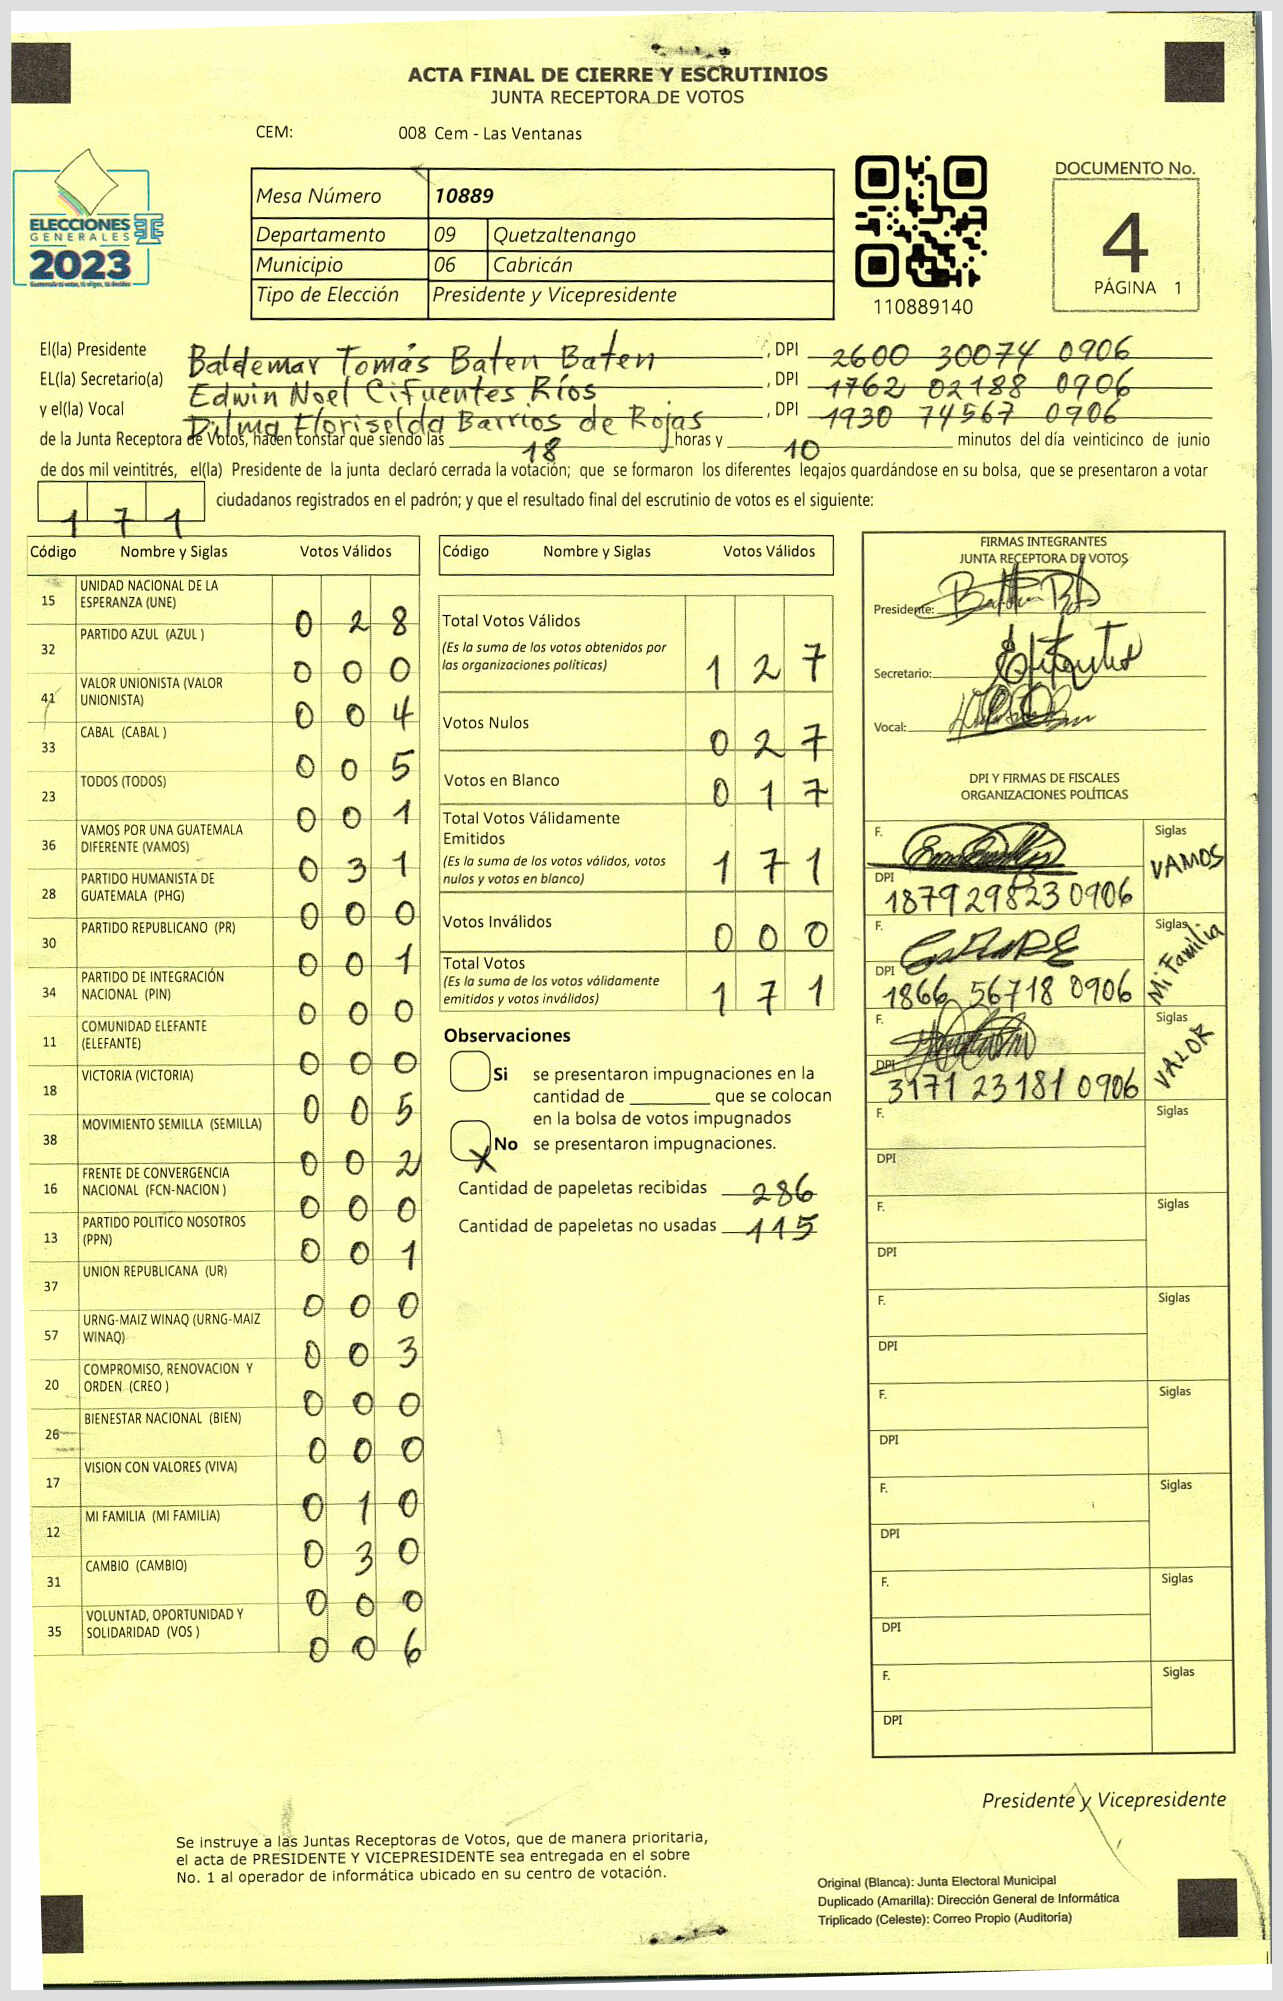 ACTA FINAL DE CIERRE Y ESCRUTINIOS
JUNTA RECEPTORA DE VOTOS
CEM: 008 Cem - Las Ventanas
ELECCIONES
GENERALES
2023
Mesa Número 10889
Departamento 09 Quetzaltenango
Municipio 06 Cabricán
Tipo de Elección Presidente y Vicepresidente
110889140
DOCUMENTO No.
4
PÁGINA 1
El(la) Presidente Baldemar Tomás Baten Baten , DPI 2600 30074 0906
EL(la) Secretario(a) Edwin Noel Cifuentes Ríos , DPI 1762 02188 0906
y el(la) Vocal Dilma Floriselda Barrios de Rojas , DPI 1930 74567 0906
de la Junta Receptora de Votos, hacen constar que siendo las 18 horas y 10 minutos del día veinticinco de junio
de dos mil veintitrés, el(la) Presidente de la junta declaró cerrada la votación; que se formaron los diferentes legajos guardándose en su bolsa, que se presentaron a votar
171 ciudadanos registrados en el padrón; y que el resultado final del escrutinio de votos es el siguiente:
Código Nombre y Siglas Votos Válidos
15 UNIDAD NACIONAL DE LA
ESPERANZA (UNE) 0 2 8
32 PARTIDO AZUL (AZUL ) 0 0 0
41 VALOR UNIONISTA (VALOR
UNIONISTA) 0 0 4
33 CABAL (CABAL ) 0 0 5
23 TODOS (TODOS) 0 0 1
36 VAMOS POR UNA GUATEMALA
DIFERENTE (VAMOS) 0 3 1
28 PARTIDO HUMANISTA DE
GUATEMALA (PHG) 0 0 0
30 PARTIDO REPUBLICANO (PR) 0 0 1
34 PARTIDO DE INTEGRACIÓN
NACIONAL (PIN) 0 0 0
11 COMUNIDAD ELEFANTE
(ELEFANTE) 0 0 0
18 VICTORIA (VICTORIA) 0 0 5
38 MOVIMIENTO SEMILLA (SEMILLA) 0 0 2
16 FRENTE DE CONVERGENCIA
NACIONAL (FCN-NACION ) 0 0 0
13 PARTIDO POLITICO NOSOTROS
(PPN) 0 0 1
37 UNION REPUBLICANA (UR) 0 0 0
57 URNG-MAIZ WINAQ (URNG-MAIZ
WINAQ) 0 0 3
20 COMPROMISO, RENOVACION Y
ORDEN (CREO ) 0 0 0
26 BIENESTAR NACIONAL (BIEN) 0 0 0
17 VISION CON VALORES (VIVA) 0 1 0
12 MI FAMILIA (MI FAMILIA) 0 3 0
31 CAMBIO (CAMBIO) 0 0 0
35 VOLUNTAD, OPORTUNIDAD Y
SOLIDARIDAD (VOS ) 0 0 6
Código Nombre y Siglas Votos Válidos
Total Votos Válidos 1 2 7
(Es la suma de los votos obtenidos por
las organizaciones políticas)
Votos Nulos 0 2 7
Votos en Blanco 0 1 7
Total Votos Válidamente
Emitidos 1 7 1
(Es la suma de los votos válidos, votos
nulos y votos en blanco)
Votos Inválidos 0 0 0
Total Votos 1 7 1
(Es la suma de los votos válidamente
emitidos y votos inválidos)
Observaciones
Si se presentaron impugnaciones en la
cantidad de ________ que se colocan
en la bolsa de votos impugnados
X No se presentaron impugnaciones.
Cantidad de papeletas recibidas 286
Cantidad de papeletas no usadas 115
FIRMAS INTEGRANTES
JUNTA RECEPTORA DE VOTOS
Presidente:
Secretario:
Vocal:
DPI Y FIRMAS DE FISCALES
ORGANIZACIONES POLÍTICAS
F. Siglas VAMOS
DPI 1879 29823 0906
F. Siglas Mi Familia
DPI 1866 56718 0906
F. Siglas VALOR
DPI 3171 23181 0906
F. Siglas
DPI
F. Siglas
DPI
F. Siglas
DPI
F. Siglas
DPI
F. Siglas
DPI
F. Siglas
DPI
F. Siglas
DPI
Presidente y Vicepresidente
Se instruye a las Juntas Receptoras de Votos, que de manera prioritaria,
el acta de PRESIDENTE Y VICEPRESIDENTE sea entregada en el sobre
No. 1 al operador de informática ubicado en su centro de votación.
Original (Blanca): Junta Electoral Municipal
Duplicado (Amarilla): Dirección General de Informática
Triplicado (Celeste): Correo Propio (Auditoría)